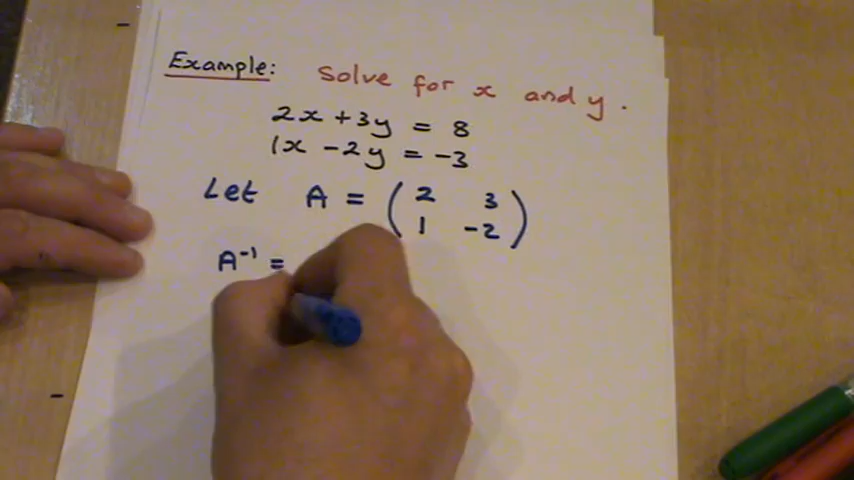 Example: Solve for x and y.
2x + 3y = 8
1x - 2y = -3
Let A = ( 2 3
1 -2 )
A⁻¹ =